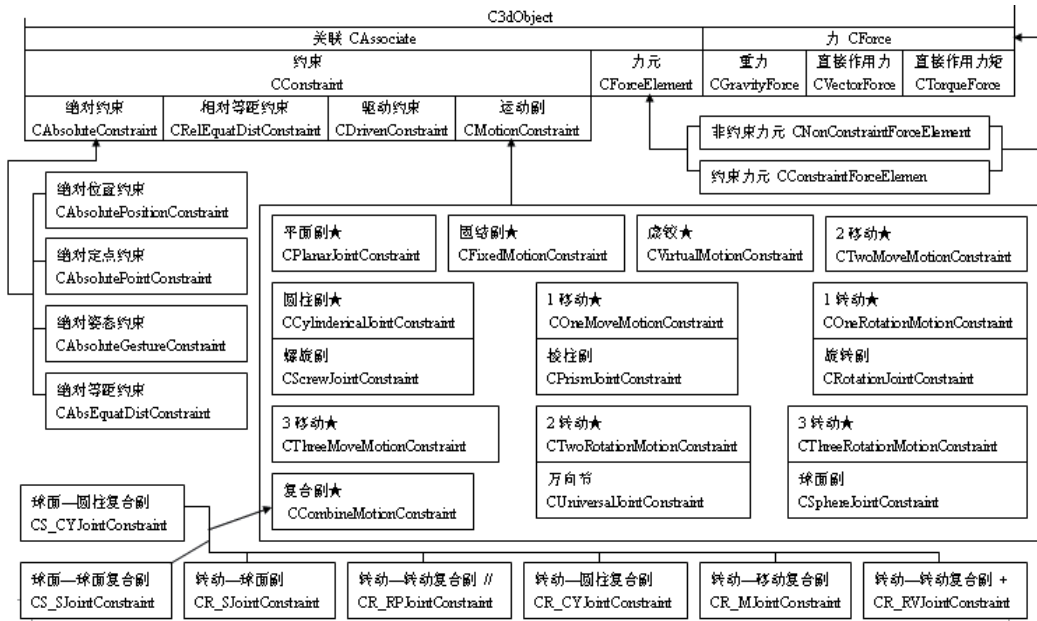 C3dObject
关联 CAssociate
力 CForce
约束
CConstraint
力元
CForceElement
重力
CGravityForce
直接作用力
CVectorForce
直接作用力矩
CTorqueForce
绝对约束
CAbsoluteConstraint
相对等距约束
CRelEquatDistConstraint
驱动约束
CDrivenConstraint
运动副
CMotionConstraint
非约束力元 CNonConstraintForceElement
约束力元 CConstraintForceElemen
绝对位置约束
CAbsolutePositionConstraint
绝对定点约束
CAbsolutePointConstraint
绝对姿态约束
CAbsoluteGestureConstraint
绝对等距约束
CAbsEquatDistConstraint
平面副★
CPlanarJointConstraint
固结副★
CFixedMotionConstraint
虚铰★
CVirtualMotionConstraint
2 移动★
CTwoMoveMotionConstraint
圆柱副★
CCylindericalJointConstraint
螺旋副
CScrewJointConstraint
1 移动★
COneMoveMotionConstraint
棱柱副
CPrismJointConstraint
1 转动★
COneRotationMotionConstraint
旋转副
CRotationJointConstraint
3 移动★
CThreeMoveMotionConstraint
2 转动★
CTwoRotationMotionConstraint
万向节
CUniversalJointConstraint
3 转动★
CThreeRotationMotionConstraint
球面副
CSphereJointConstraint
复合副★
CCombineMotionConstraint
球面—圆柱复合副
CS_CYJointConstraint
球面—球面复合副
CS_SJointConstraint
转动—球面副
CR_SJointConstraint
转动—转动复合副 //
CR_RPJointConstraint
转动—圆柱复合副
CR_CYJointConstraint
转动—移动复合副
CR_MJointConstraint
转动—转动复合副 +
CR_RVJointConstraint